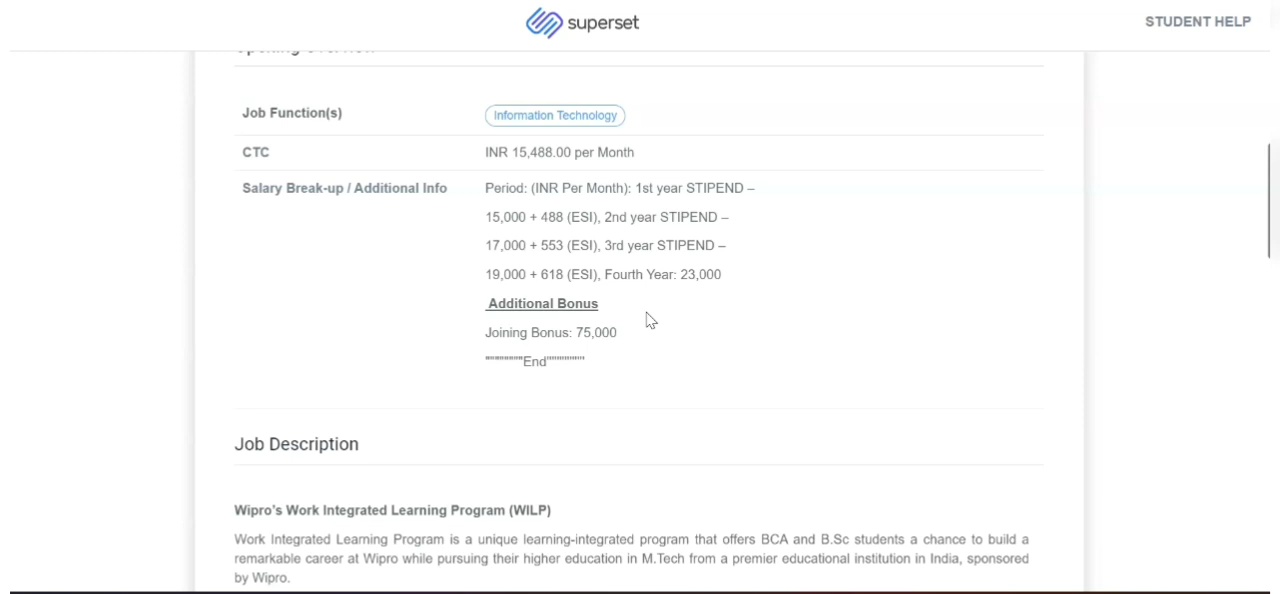 superset
STUDENT HELP
Job Function(s)
Information Technology
CTC
INR 15,488.00 per Month
Salary Break-up / Additional Info
Period: (INR Per Month): 1st year STIPEND –
15,000 + 488 (ESI), 2nd year STIPEND –
17,000 + 553 (ESI), 3rd year STIPEND –
19,000 + 618 (ESI), Fourth Year: 23,000
Additional Bonus
Joining Bonus: 75,000
"""""""End"""""""
Job Description
Wipro's Work Integrated Learning Program (WILP)
Work Integrated Learning Program is a unique learning-integrated program that offers BCA and B.Sc students a chance to build a
remarkable career at Wipro while pursuing their higher education in M.Tech from a premier educational institution in India, sponsored
by Wipro.